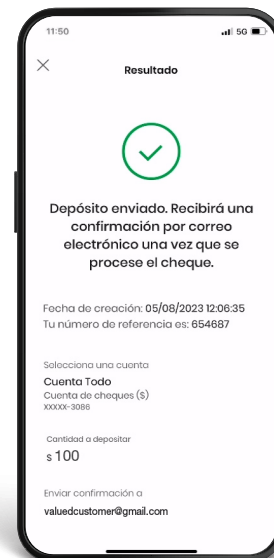 11:50 5G
Resultado
Depósito enviado. Recibirá una
confirmación por correo
electrónico una vez que se
procese el cheque.
Fecha de creación: 05/08/2023 12:06:35
Tu número de referencia es: 654687
Selecciona una cuenta
Cuenta Todo
Cuenta de cheques ($)
XXXXX-3086
Cantidad a depositar
$ 100
Enviar confirmación a
valuedcustomer@gmail.com